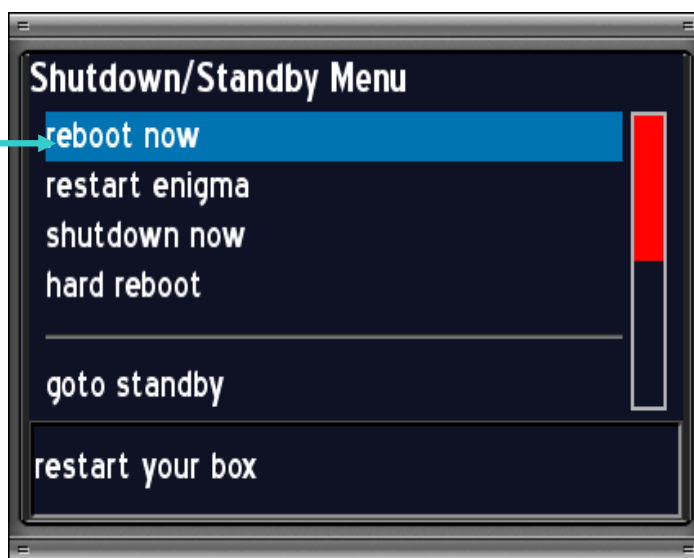 Shutdown/Standby Menu
reboot now
restart enigma
shutdown now
hard reboot
goto standby
restart your box